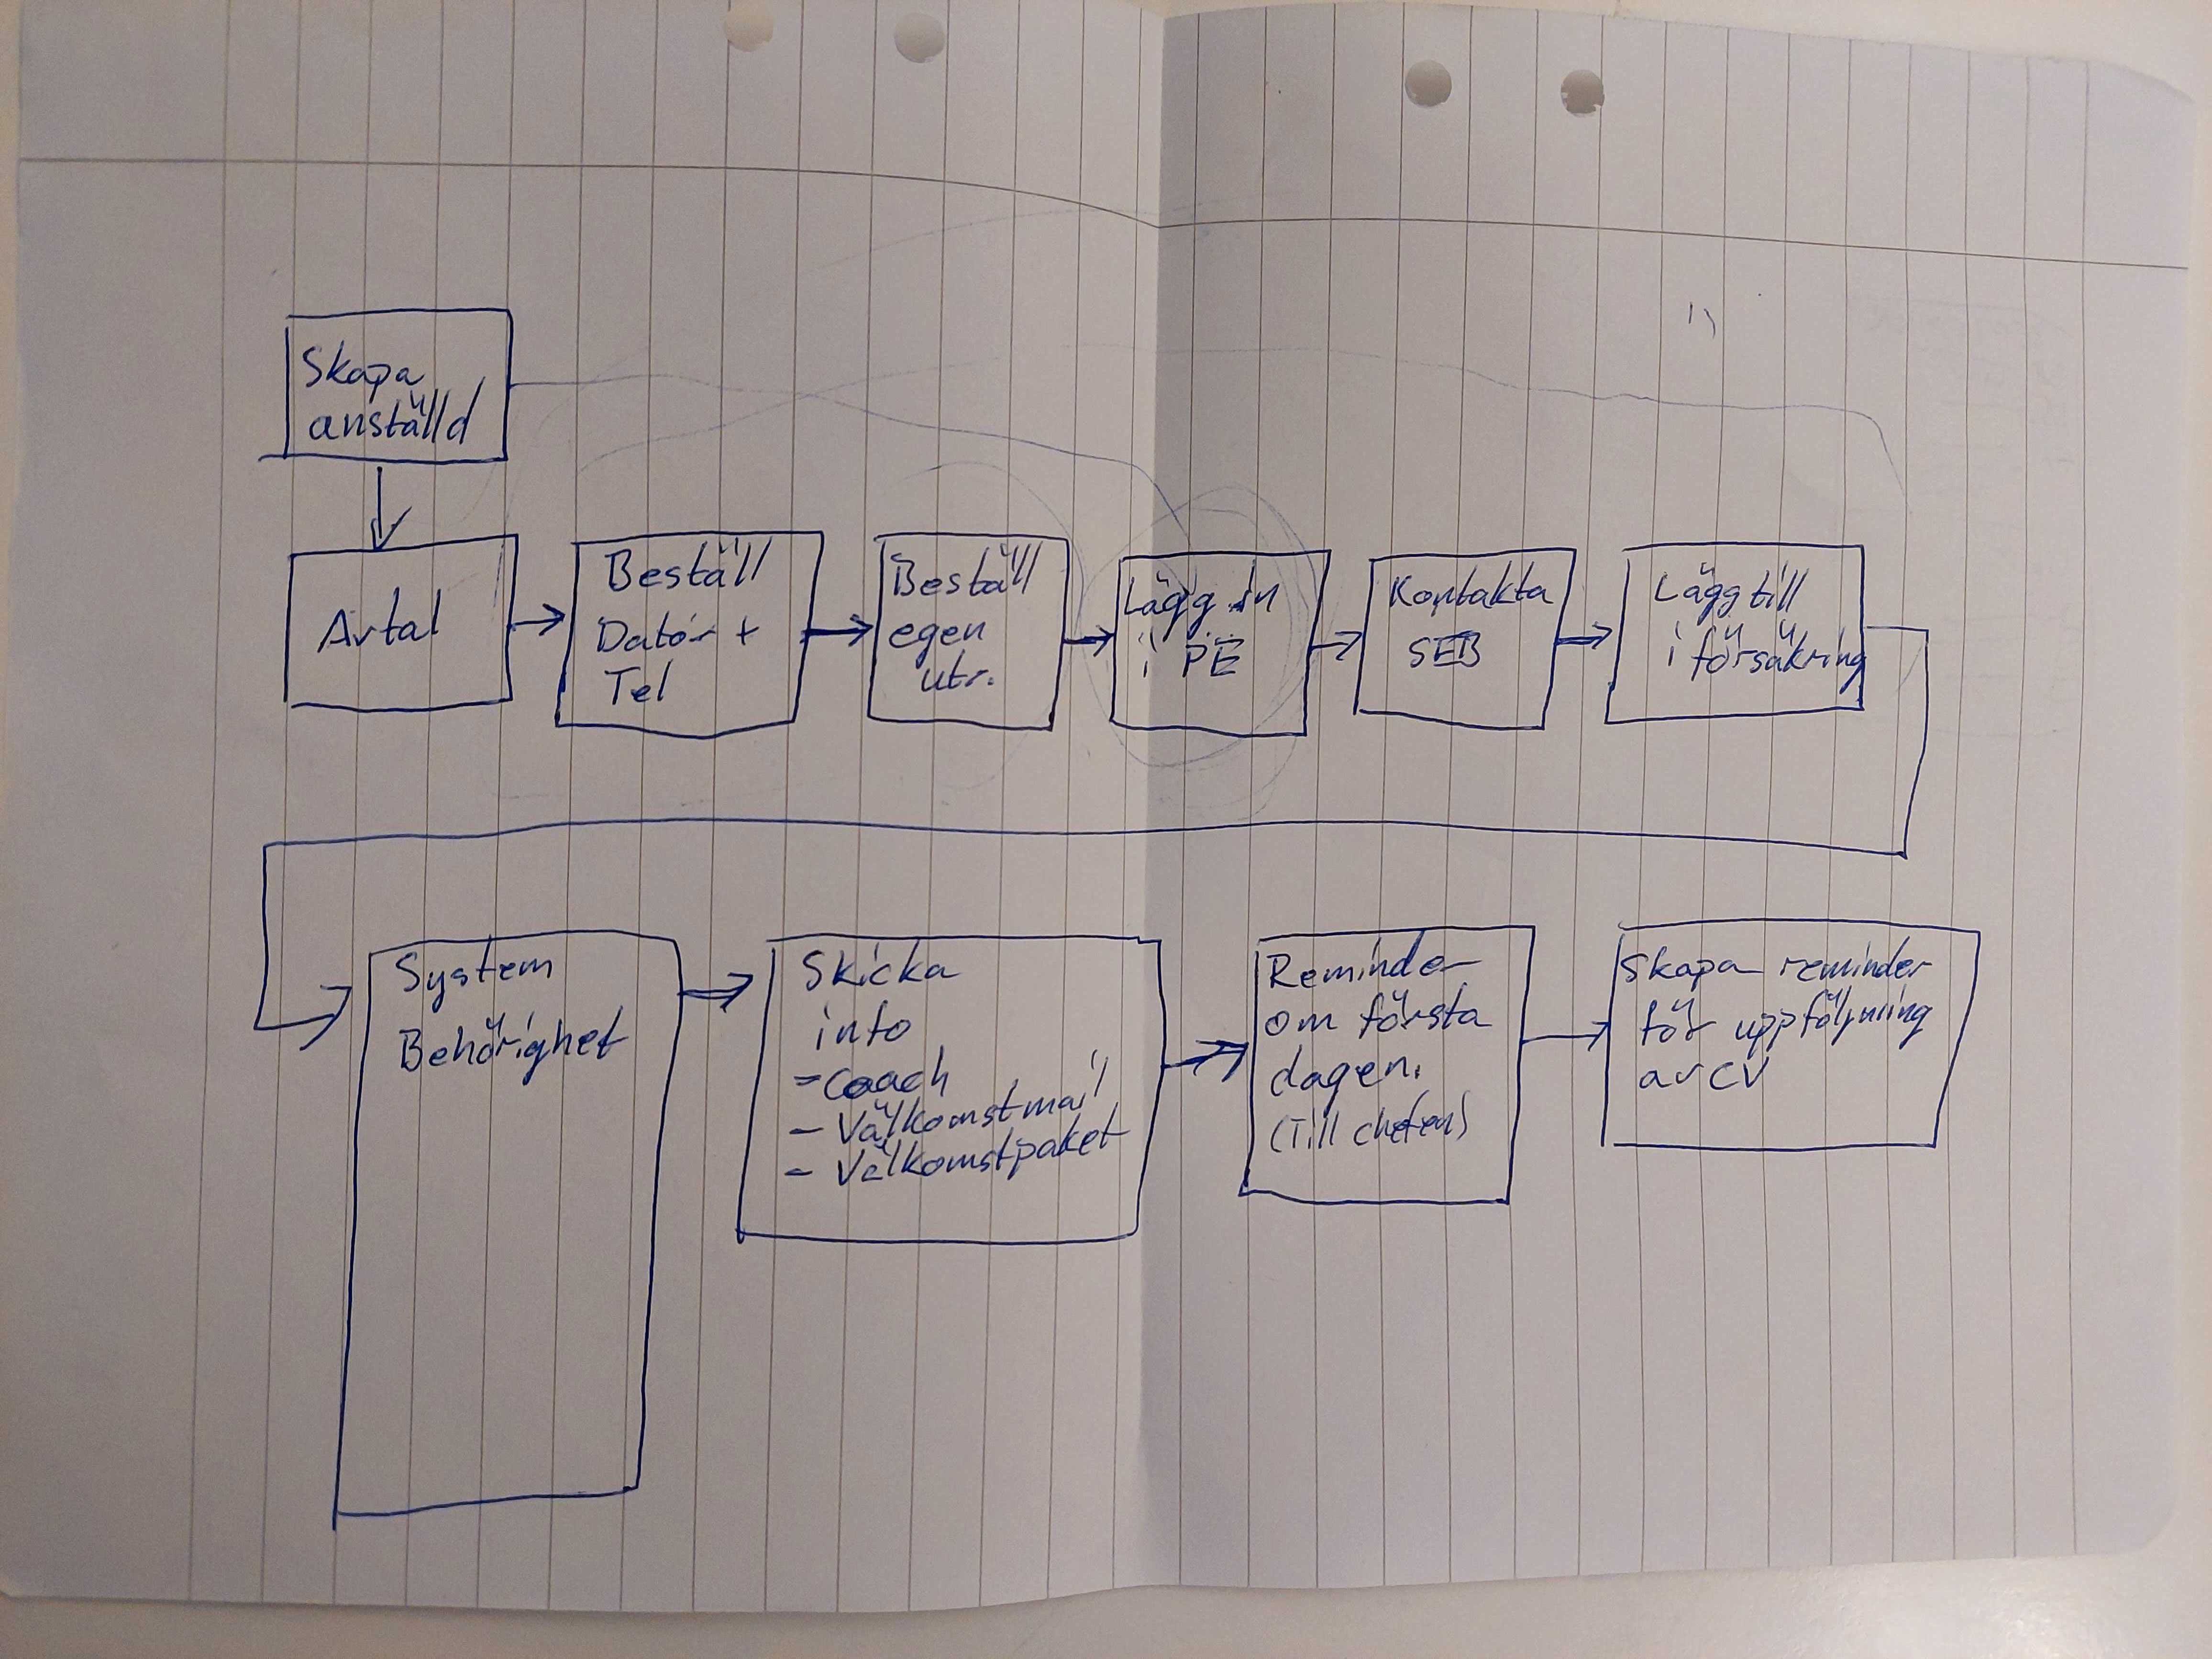 Skapa
anställd
Avtal
Beställ
Dator +
Tel
Beställ
egen
utr.
Lägg in
i PE
Kontakta
SEB
Lägg till
i försäkring
System
Behörighet
Skicka
info
- Coach
- Välkomstmail
- Välkomstpaket
Reminder
om första
dagen.
(Till chefen)
Skapa reminder
för uppföljning
av CV